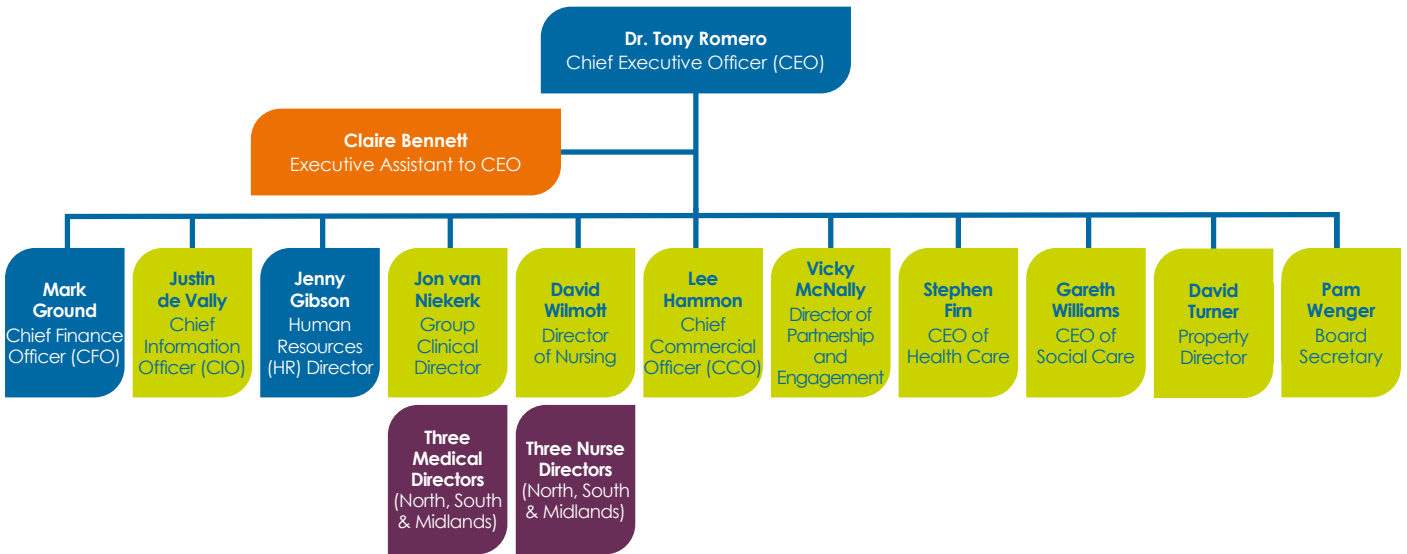 Dr. Tony Romero
Chief Executive Officer (CEO)
Claire Bennett
Executive Assistant to CEO
Mark
Ground
Chief Finance
Officer (CFO)
Justin
de Vally
Chief
Information
Officer (CIO)
Jenny
Gibson
Human
Resources
(HR) Director
Jon van
Niekerk
Group
Clinical
Director
David
Wilmott
Director
of Nursing
Lee
Hammon
Chief
Commercial
Officer (CCO)
Vicky
McNally
Director of
Partnership
and
Engagement
Stephen
Firn
CEO of
Health Care
Gareth
Williams
CEO of
Social Care
David
Turner
Property
Director
Pam
Wenger
Board
Secretary
Three
Medical
Directors
(North, South
& Midlands)
Three Nurse
Directors
(North, South
& Midlands)